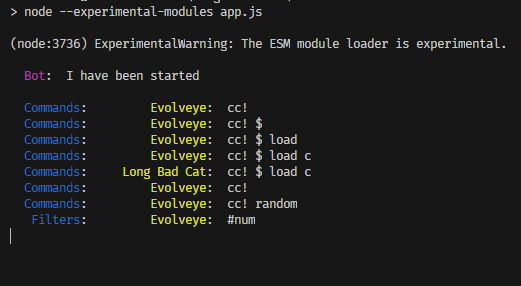 > node --experimental-modules app.js
(node:3736) ExperimentalWarning: The ESM module loader is experimental.
Bot: I have been started
Commands: Evolveye: cc!
Commands: Evolveye: cc! $
Commands: Evolveye: cc! $ load
Commands: Evolveye: cc! $ load c
Commands: Long Bad Cat: cc! $ load c
Commands: Evolveye: cc!
Commands: Evolveye: cc! random
Filters: Evolveye: #num